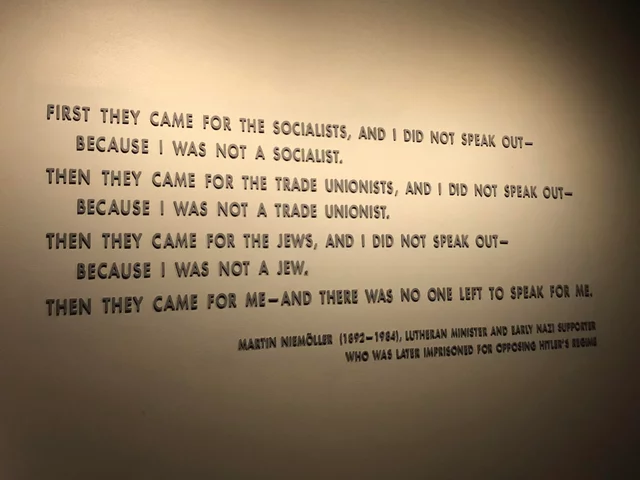 FIRST THEY CAME FOR THE SOCIALISTS, AND I DID NOT SPEAK OUT—
BECAUSE I WAS NOT A SOCIALIST.
THEN THEY CAME FOR THE TRADE UNIONISTS, AND I DID NOT SPEAK OUT—
BECAUSE I WAS NOT A TRADE UNIONIST.
THEN THEY CAME FOR THE JEWS, AND I DID NOT SPEAK OUT—
BECAUSE I WAS NOT A JEW.
THEN THEY CAME FOR ME—AND THERE WAS NO ONE LEFT TO SPEAK FOR ME.
MARTIN NIEMÖLLER (1892–1984), LUTHERAN MINISTER AND EARLY NAZI SUPPORTER
WHO WAS LATER IMPRISONED FOR OPPOSING HITLER'S REGIME